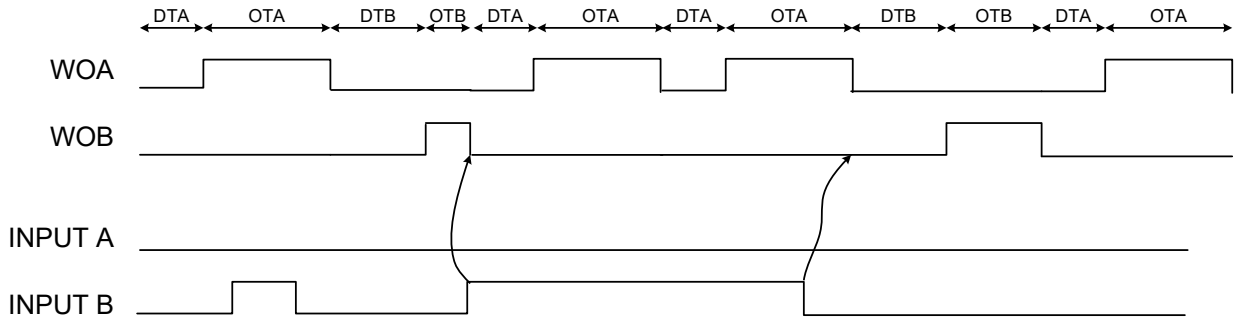 DTA OTA DTB OTB DTA OTA DTA OTA DTB OTB DTA OTA
WOA
WOB
INPUT A
INPUT B